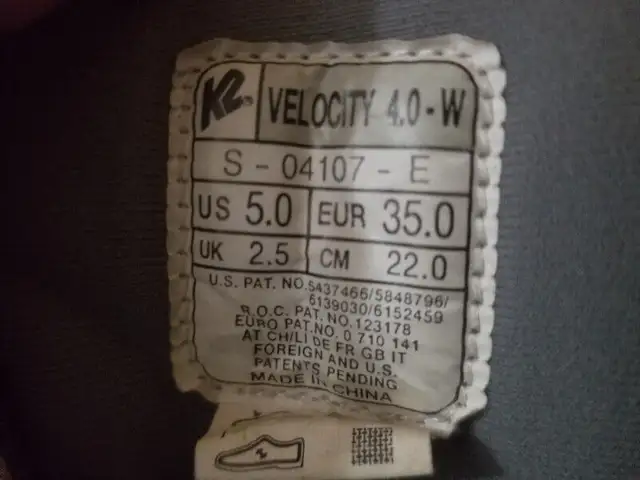 K2® VELOCITY 4.0 - W
S - 04107 - E
US 5.0 EUR 35.0
UK 2.5 CM 22.0
U.S. PAT. NO.5437466/5848796/
6139030/6152459
R.O.C. PAT. NO. 123178
EURO PAT. NO. 0 710 141
AT CH/LI DE FR GB IT
FOREIGN AND U.S.
PATENTS PENDING
MADE IN CHINA